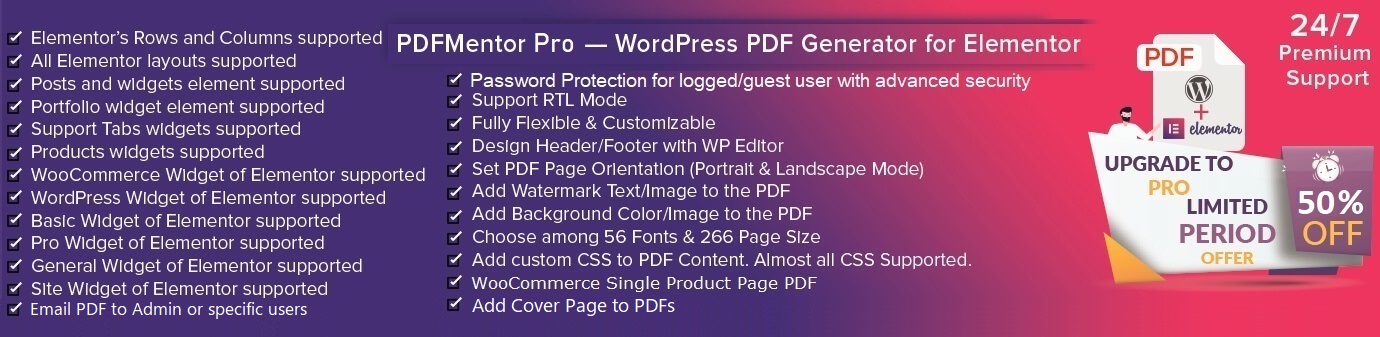 Elementor's Rows and Columns supported
All Elementor layouts supported
Posts and widgets element supported
Portfolio widget element supported
Support Tabs widgets supported
Products widgets supported
WooCommerce Widget of Elementor supported
WordPress Widget of Elementor supported
Basic Widget of Elementor supported
Pro Widget of Elementor supported
General Widget of Elementor supported
Site Widget of Elementor supported
Email PDF to Admin or specific users
PDFMentor Pro — WordPress PDF Generator for Elementor
Password Protection for logged/guest user with advanced security
Support RTL Mode
Fully Flexible & Customizable
Design Header/Footer with WP Editor
Set PDF Page Orientation (Portrait & Landscape Mode)
Add Watermark Text/Image to the PDF
Add Background Color/Image to the PDF
Choose among 56 Fonts & 266 Page Size
Add custom CSS to PDF Content. Almost all CSS Supported.
WooCommerce Single Product Page PDF
Add Cover Page to PDFs
PDF
W
+
elementor
UPGRADE TO
PRO
LIMITED
PERIOD
OFFER
50%
OFF
24/7
Premium
Support